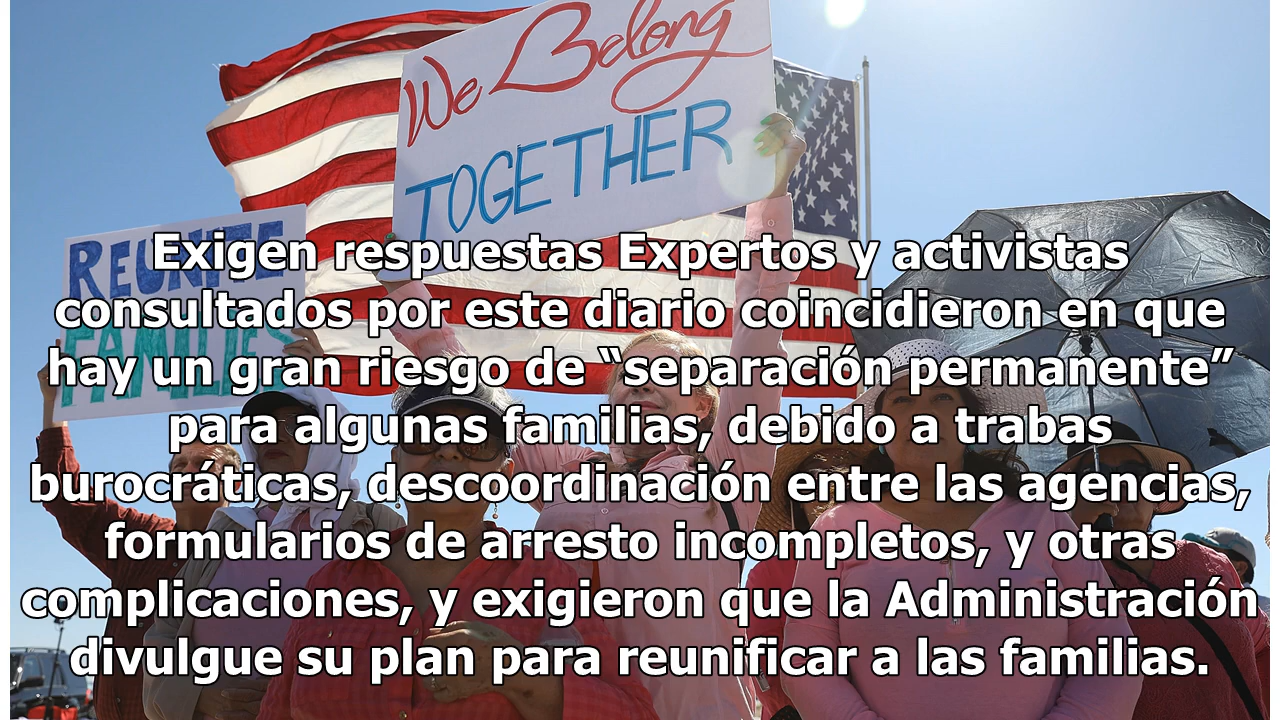 We Belong
TOGETHER
REUNITE
FAMILIES
Exigen respuestas Expertos y activistas
consultados por este diario coincidieron en que
hay un gran riesgo de “separación permanente”
para algunas familias, debido a trabas
burocráticas, descoordinación entre las agencias,
formularios de arresto incompletos, y otras
complicaciones, y exigieron que la Administración
divulgue su plan para reunificar a las familias.